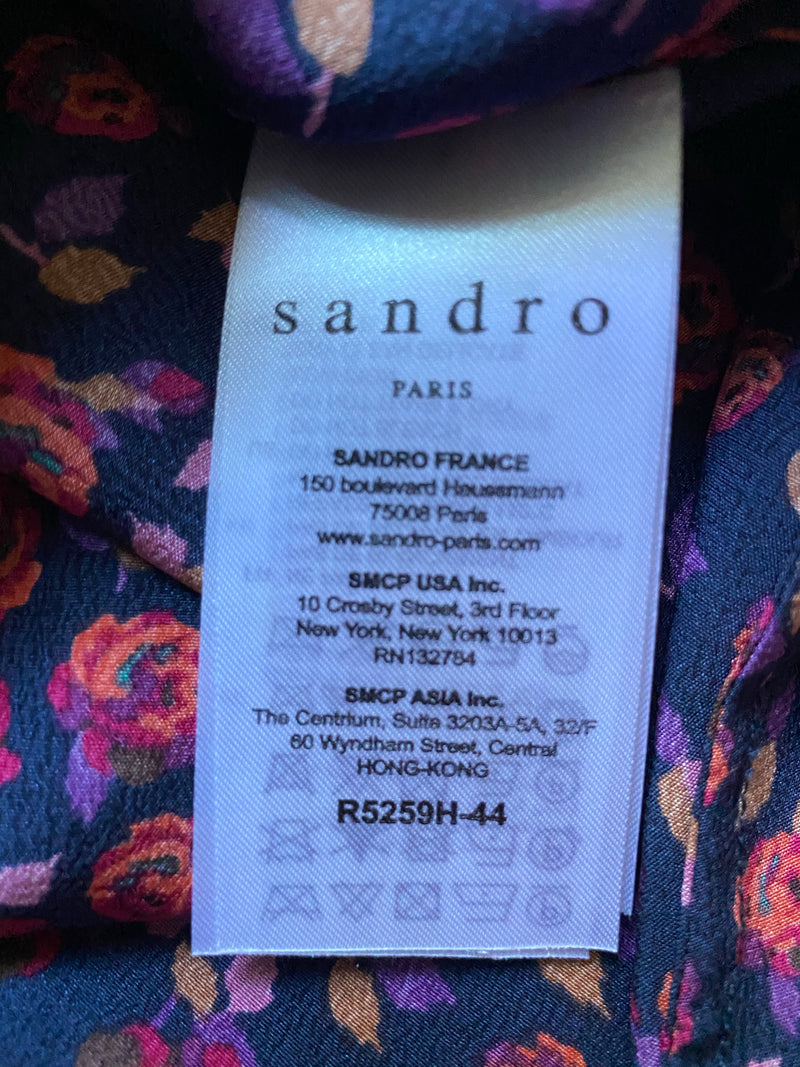 sandro
PARIS
SANDRO FRANCE
150 boulevard Haussmann
75008 Paris
www.sandro-paris.com
SMCP USA Inc.
10 Crosby Street, 3rd Floor
New York, New York 10013
RN132784
SMCP ASIA Inc.
The Centrium, Suite 3203A-5A, 32/F
60 Wyndham Street, Central
HONG-KONG
R5259H-44